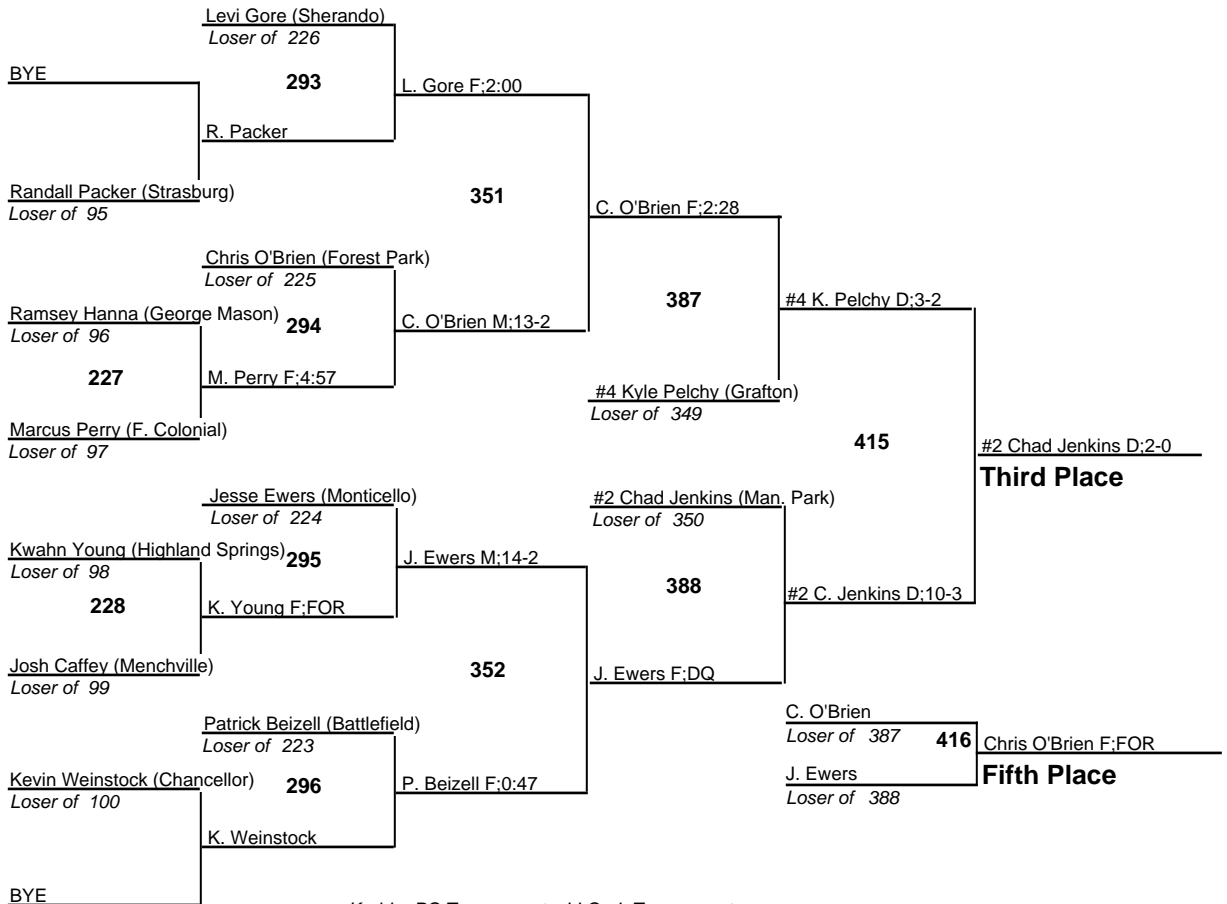 Levi Gore (Sherando)
Loser of 226
BYE
293
L. Gore F;2:00
R. Packer
Randall Packer (Strasburg)
Loser of 95
351
C. O'Brien F;2:28
Chris O'Brien (Forest Park)
Loser of 225
Ramsey Hanna (George Mason)
Loser of 96
294
C. O'Brien M;13-2
387
#4 K. Pelchy D;3-2
227
M. Perry F;4:57
#4 Kyle Pelchy (Grafton)
Loser of 349
Marcus Perry (F. Colonial)
Loser of 97
415
#2 Chad Jenkins D;2-0
Third Place
Jesse Ewers (Monticello)
Loser of 224
#2 Chad Jenkins (Man. Park)
Loser of 350
Kwahn Young (Highland Springs)
Loser of 98
295
J. Ewers M;14-2
388
#2 C. Jenkins D;10-3
228
K. Young F;FOR
Josh Caffey (Menchville)
Loser of 99
352
J. Ewers F;DQ
Patrick Beizell (Battlefield)
Loser of 223
C. O'Brien
Loser of 387
416
Chris O'Brien F;FOR
Fifth Place
Kevin Weinstock (Chancellor)
Loser of 100
296
P. Beizell F;0:47
J. Ewers
Loser of 388
K. Weinstock
BYE